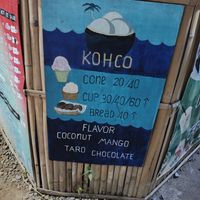 KOHCO
CONE 20/40
CUP 30/40/60↑
BREAD 40↑
FLAVOR
COCONUT MANGO
TARO CHOCOLATE